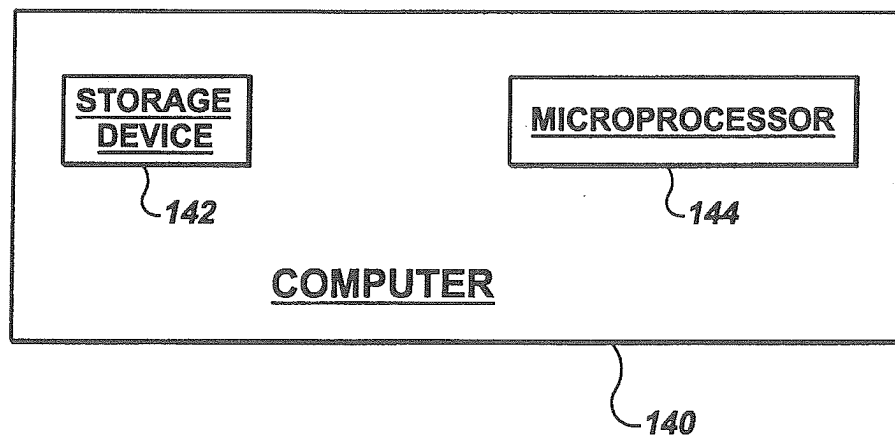 STORAGE
DEVICE
MICROPROCESSOR
142
144
COMPUTER
140